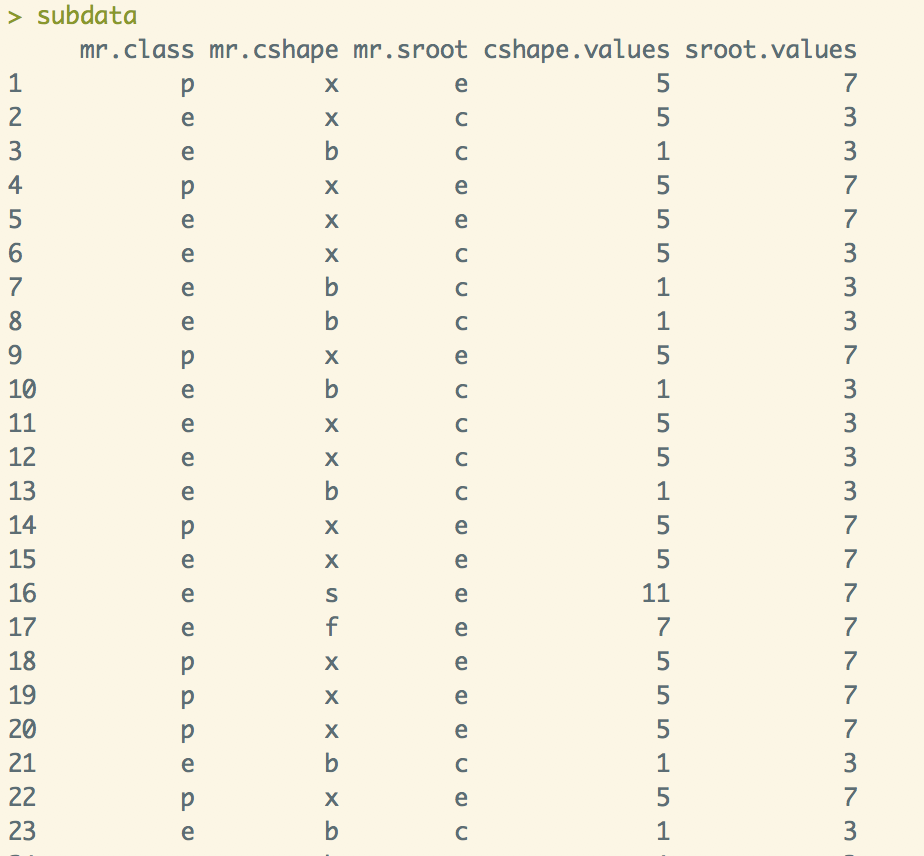 > subdata
mr.class mr.cshape mr.sroot cshape.values sroot.values
1 p x e 5 7
2 e x c 5 3
3 e b c 1 3
4 p x e 5 7
5 e x e 5 7
6 e x c 5 3
7 e b c 1 3
8 e b c 1 3
9 p x e 5 7
10 e b c 1 3
11 e x c 5 3
12 e x c 5 3
13 e b c 1 3
14 p x e 5 7
15 e x e 5 7
16 e s e 11 7
17 e f e 7 7
18 p x e 5 7
19 p x e 5 7
20 p x e 5 7
21 e b c 1 3
22 p x e 5 7
23 e b c 1 3